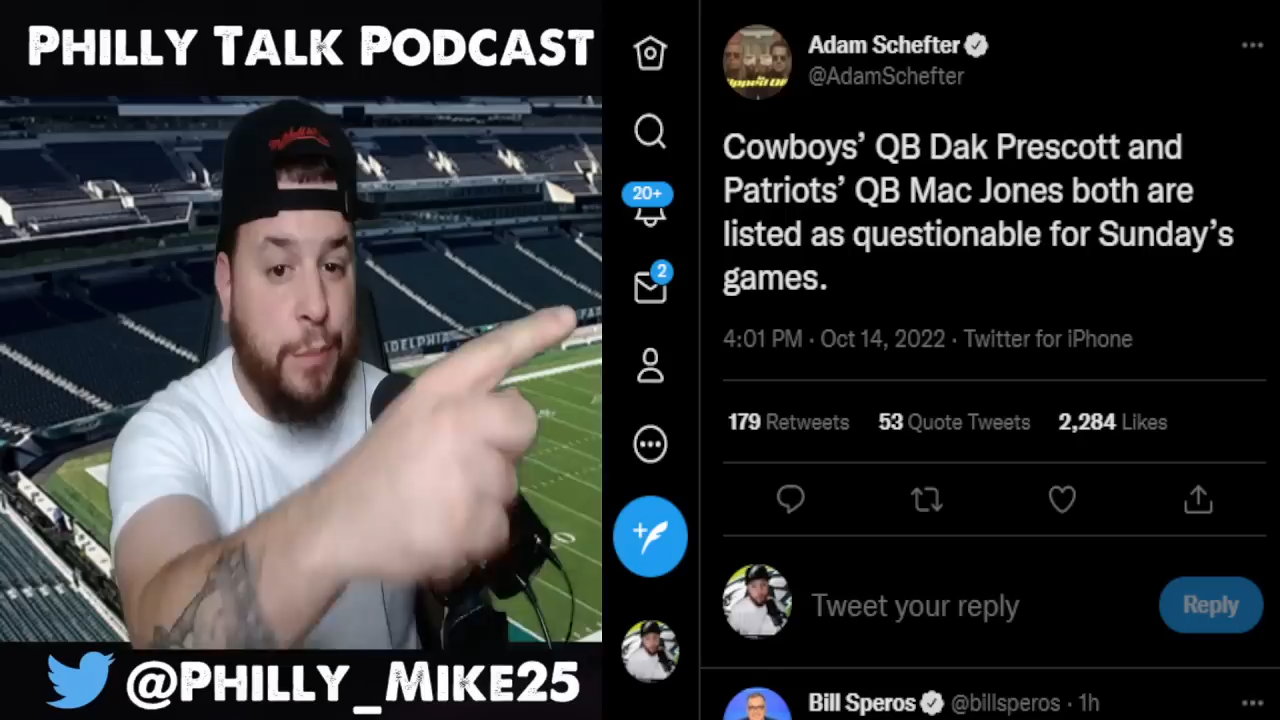 PHILLY TALK PODCAST
DELPHIA
@PHILLY_MIKE25
20+
2
Adam Schefter
@AdamSchefter
Cowboys’ QB Dak Prescott and
Patriots’ QB Mac Jones both are
listed as questionable for Sunday’s
games.
4:01 PM · Oct 14, 2022 · Twitter for iPhone
179 Retweets 53 Quote Tweets 2,284 Likes
Tweet your reply
Reply
Bill Speros @billsperos · 1h